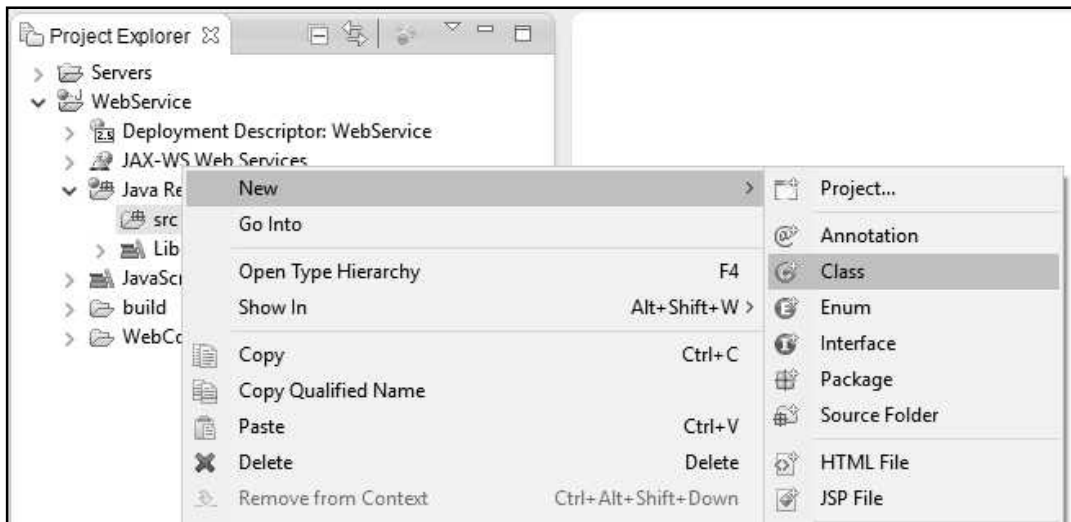 Project Explorer
Servers
WebService
2.5 Deployment Descriptor: WebService
JAX-WS Web Services
Java Re
src
Lib
JavaScr
build
WebCo
New
Go Into
Open Type Hierarchy F4
Show In Alt+Shift+W >
Copy Ctrl+C
Copy Qualified Name
Paste Ctrl+V
Delete Delete
Remove from Context Ctrl+Alt+Shift+Down
Project...
Annotation
Class
Enum
Interface
Package
Source Folder
HTML File
JSP File